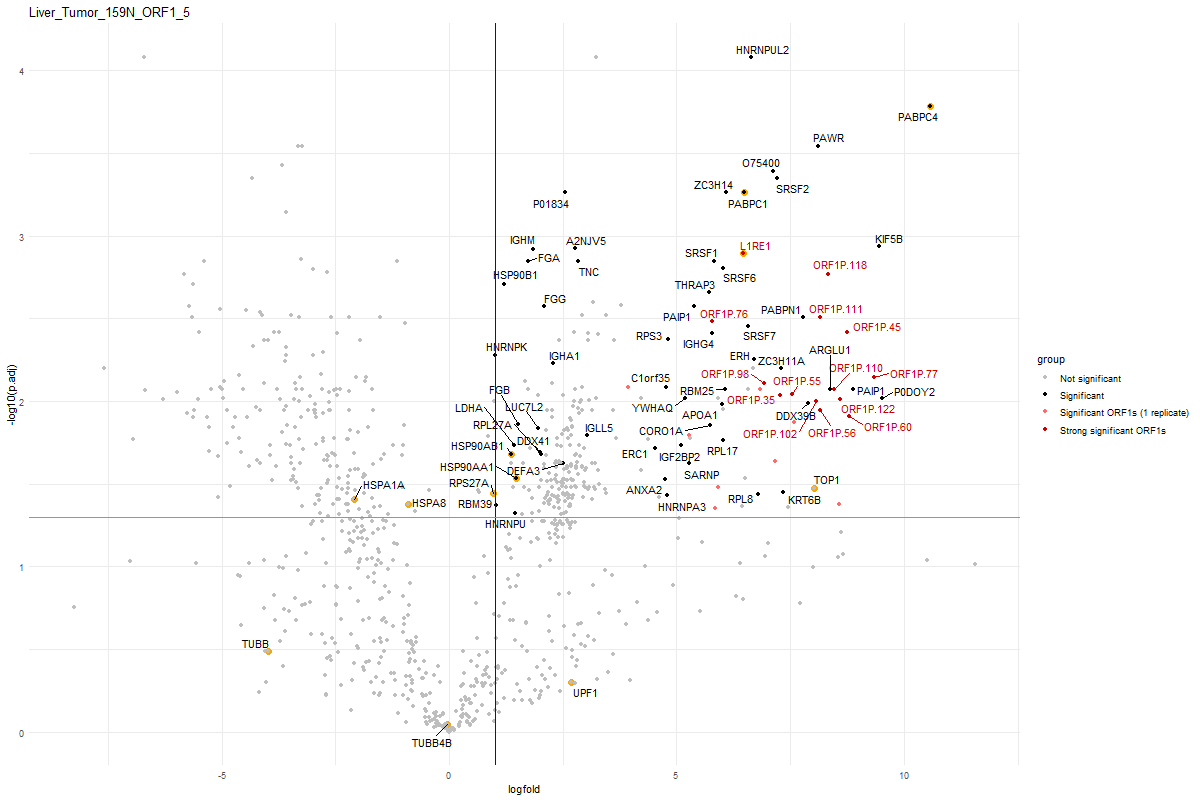 Liver_Tumor_159N_ORF1_5
HNRNPUL2
4
PABPC4
PAWR
O75400
ZC3H14
SRSF2
P01834
PABPC1
3
IGHM
A2NJV5
L1RE1
KIF5B
FGA
SRSF1
TNC
ORF1P.118
HSP90B1
SRSF6
THRAP3
FGG
PAIP1
ORF1P.76
PABPN1
ORF1P.111
ORF1P.45
RPS3
IGHG4
SRSF7
HNRNPK
IGHA1
ERH
ZC3H11A
ARGLU1
C1orf35
ORF1P.98
ORF1P.55
ORF1P.110
ORF1P.77
FGB
RBM25
ORF1P.35
PAIP1
P0DOY2
2
LDHA
LUC7L2
YWHAQ
APOA1
DDX39B
ORF1P.122
RPL27A
IGLL5
CORO1A
ORF1P.102
ORF1P.56
ORF1P.60
HSP90AB1
DDX41
ERC1
IGF2BP2
RPL17
HSP90AA1
DEFA3
SARNP
RPS27A
HSPA1A
ANXA2
TOP1
HSPA8
RBM39
HNRNPA3
RPL8
KRT6B
HNRNPU
1
TUBB
UPF1
TUBB4B
0
-5
0
5
10
logfold
-log10(p.adj)
group
Not significant
Significant
Significant ORF1s (1 replicate)
Strong significant ORF1s